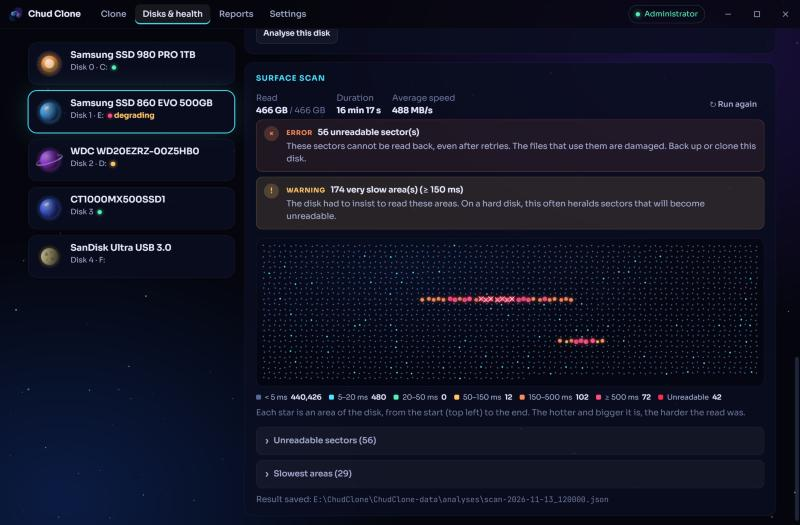 Chud Clone
Clone
Disks & health
Reports
Settings
Administrator
Samsung SSD 980 PRO 1TB
Disk 0 · C:
Samsung SSD 860 EVO 500GB
Disk 1 · E: degrading
WDC WD20EZRZ-00Z5HB0
Disk 2 · D:
CT1000MX500SSD1
Disk 3
SanDisk Ultra USB 3.0
Disk 4 · F:
Analyse this disk
SURFACE SCAN
Read
466 GB / 466 GB
Duration
16 min 17 s
Average speed
488 MB/s
↻ Run again
ERROR 56 unreadable sector(s)
These sectors cannot be read back, even after retries. The files that use them are damaged. Back up or clone this
disk.
WARNING 174 very slow area(s) (≥ 150 ms)
The disk had to insist to read these areas. On a hard disk, this often heralds sectors that will become
unreadable.
< 5 ms 440,426 5–20 ms 480 20–50 ms 0 50–150 ms 12 150–500 ms 102 ≥ 500 ms 72 Unreadable 42
Each star is an area of the disk, from the start (top left) to the end. The hotter and bigger it is, the harder the read was.
› Unreadable sectors (56)
› Slowest areas (29)
Result saved: E:\ChudClone\ChudClone-data\analyses\scan-2026-11-13_120000.json